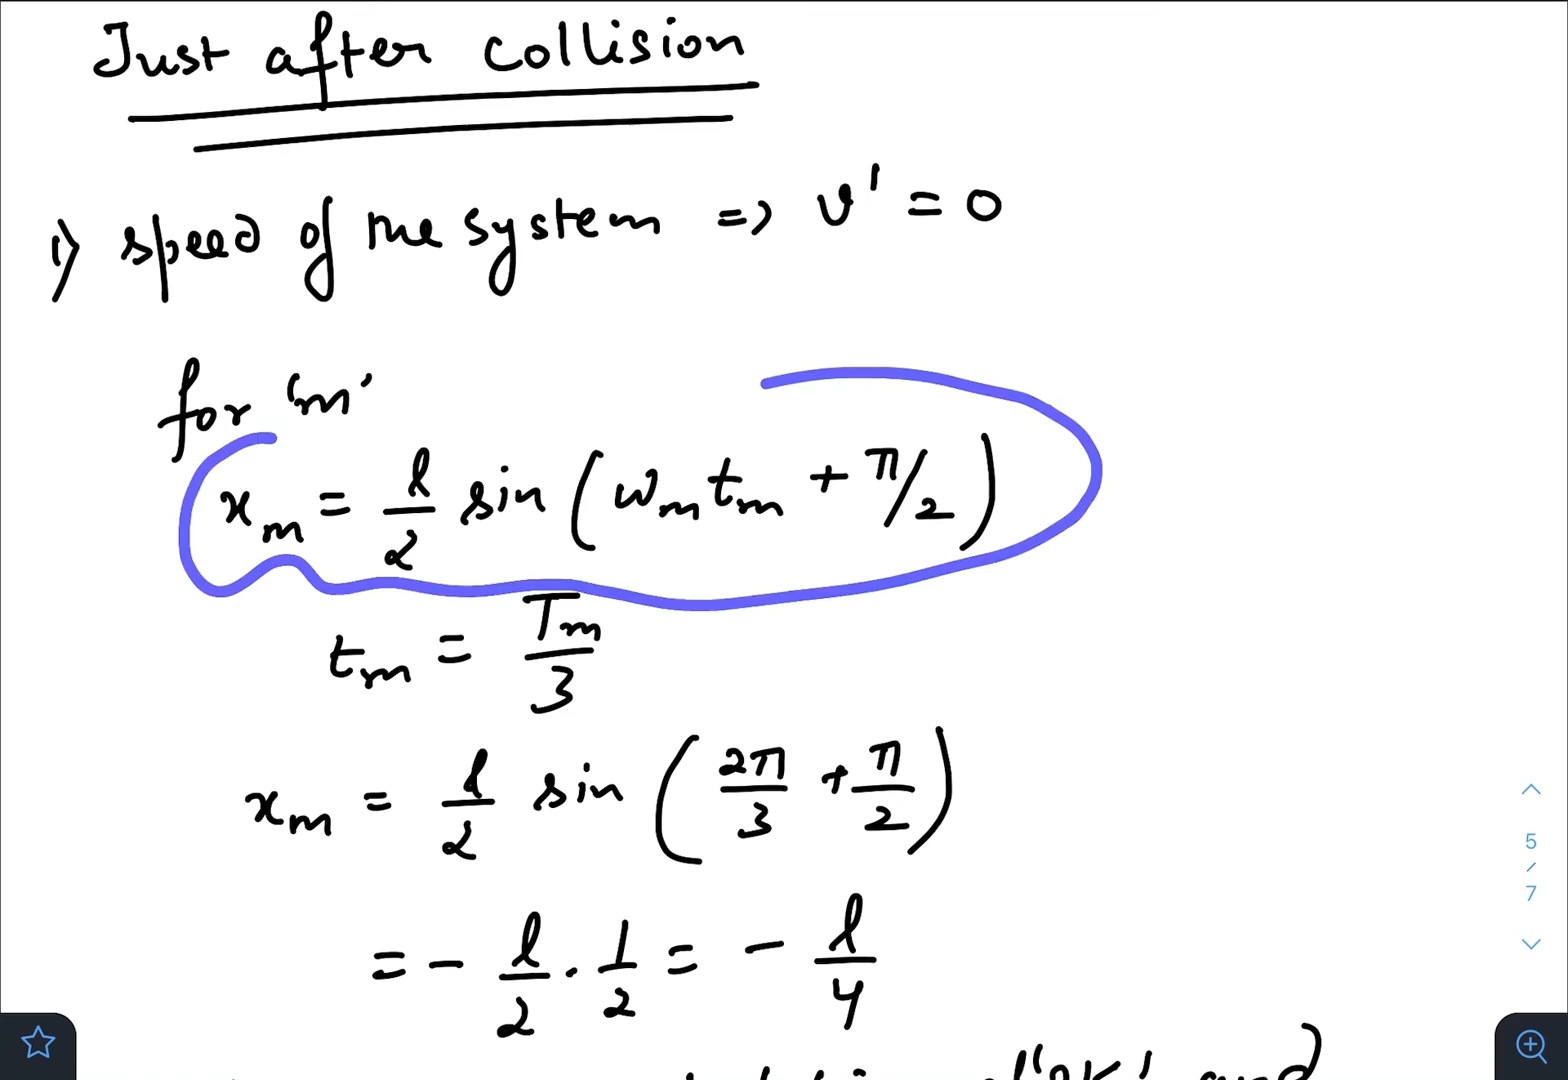 Just after collision
1) speed of the system => v' = 0
for 'm'
x_m = l/2 sin (ω_m t_m + π/2)
t_m = T_m/3
x_m = l/2 sin (2π/3 + π/2)
= - l/2 . 1/2 = - l/4
and
5
/
7